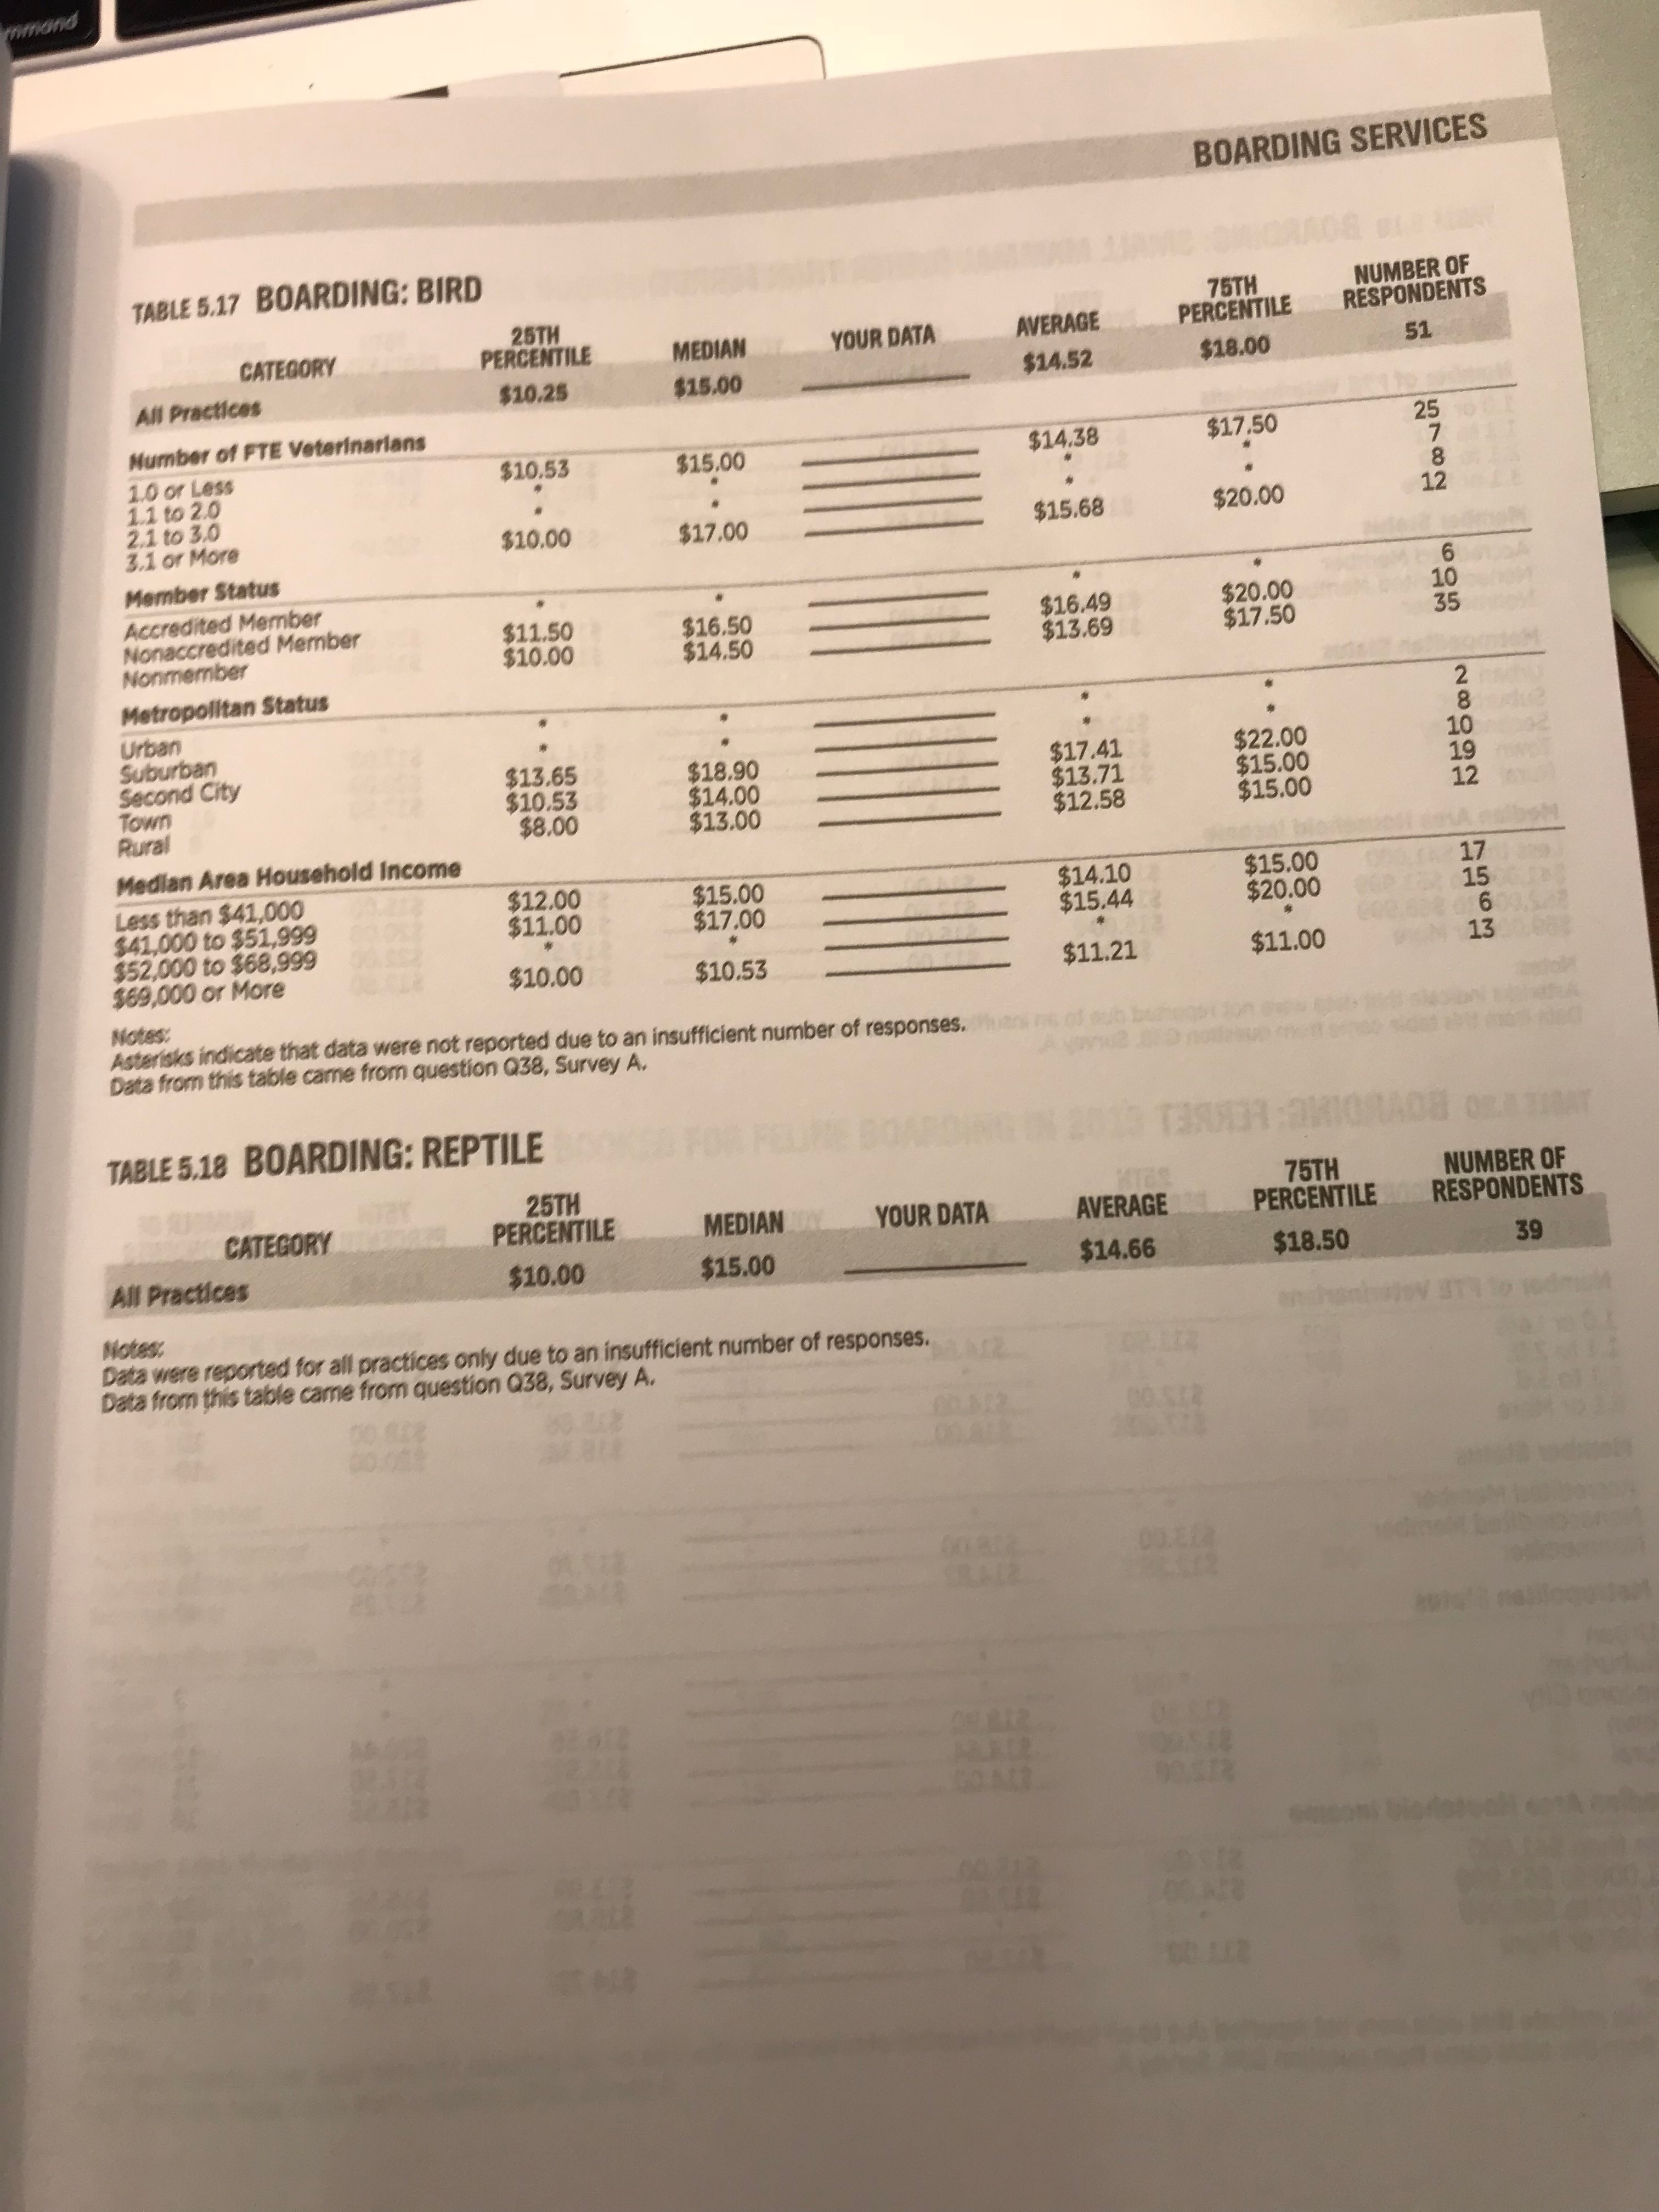 mmand
BOARDING SERVICES
TABLE 5.17 BOARDING: BIRD
CATEGORY 25TH PERCENTILE MEDIAN YOUR DATA AVERAGE 75TH PERCENTILE NUMBER OF RESPONDENTS
All Practices $10.25 $15.00 $14.52 $18.00 51
Number of FTE Veterinarians
1.0 or Less $10.53 $15.00 $14.38 $17.50 25
1.1 to 2.0 * * * * 7
2.1 to 3.0 * * * * 8
3.1 or More $10.00 $17.00 $15.68 $20.00 12
Member Status
Accredited Member * * * * 6
Nonaccredited Member $11.50 $16.50 $16.49 $20.00 10
Nonmember $10.00 $14.50 $13.69 $17.50 35
Metropolitan Status
Urban * * * * 2
Suburban * * * * 8
Second City $13.65 $18.90 $17.41 $22.00 10
Town $10.53 $14.00 $13.71 $15.00 19
Rural $8.00 $13.00 $12.58 $15.00 12
Median Area Household Income
Less than $41,000 $12.00 $15.00 $14.10 $15.00 17
$41,000 to $51,999 $11.00 $17.00 $15.44 $20.00 15
$52,000 to $68,999 * * * * 6
$69,000 or More $10.00 $10.53 $11.21 $11.00 13
Notes:
Asterisks indicate that data were not reported due to an insufficient number of responses.
Data from this table came from question Q38, Survey A.
TABLE 5.18 BOARDING: REPTILE
CATEGORY 25TH PERCENTILE MEDIAN YOUR DATA AVERAGE 75TH PERCENTILE NUMBER OF RESPONDENTS
All Practices $10.00 $15.00 $14.66 $18.50 39
Notes:
Data were reported for all practices only due to an insufficient number of responses.
Data from this table came from question Q38, Survey A.